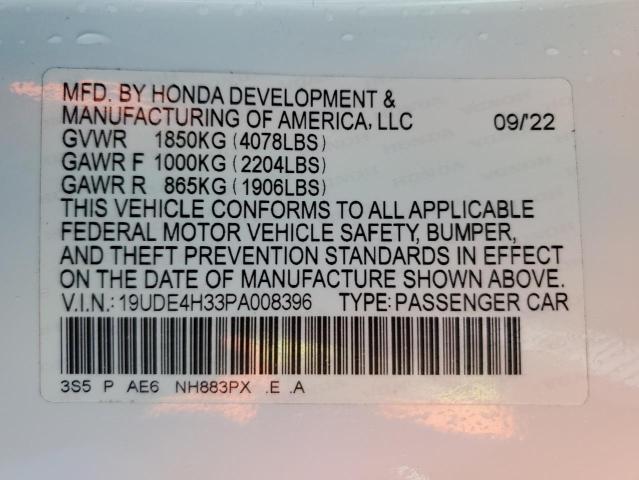 MFD. BY HONDA DEVELOPMENT &
MANUFACTURING OF AMERICA, LLC 09/'22
GVWR 1850KG (4078LBS)
GAWR F 1000KG (2204LBS)
GAWR R 865KG (1906LBS)
THIS VEHICLE CONFORMS TO ALL APPLICABLE
FEDERAL MOTOR VEHICLE SAFETY, BUMPER,
AND THEFT PREVENTION STANDARDS IN EFFECT
ON THE DATE OF MANUFACTURE SHOWN ABOVE.
V.I.N.: 19UDE4H33PA008396 TYPE: PASSENGER CAR
3S5 P AE6 NH883PX .E .A